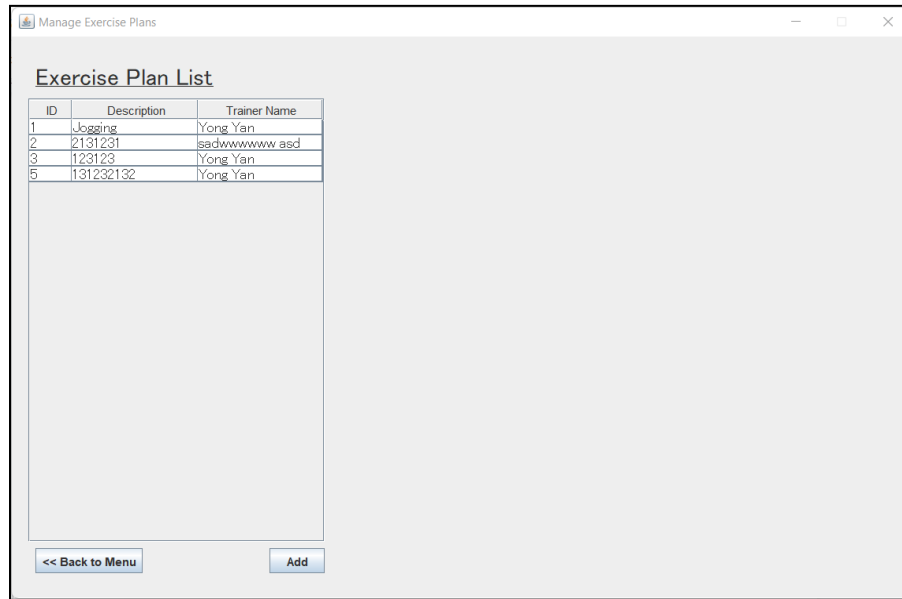 Manage Exercise Plans
Exercise Plan List
ID Description Trainer Name
1 Jogging Yong Yan
2 2131231 sadwwwwww asd
3 123123 Yong Yan
5 131232132 Yong Yan
<< Back to Menu Add